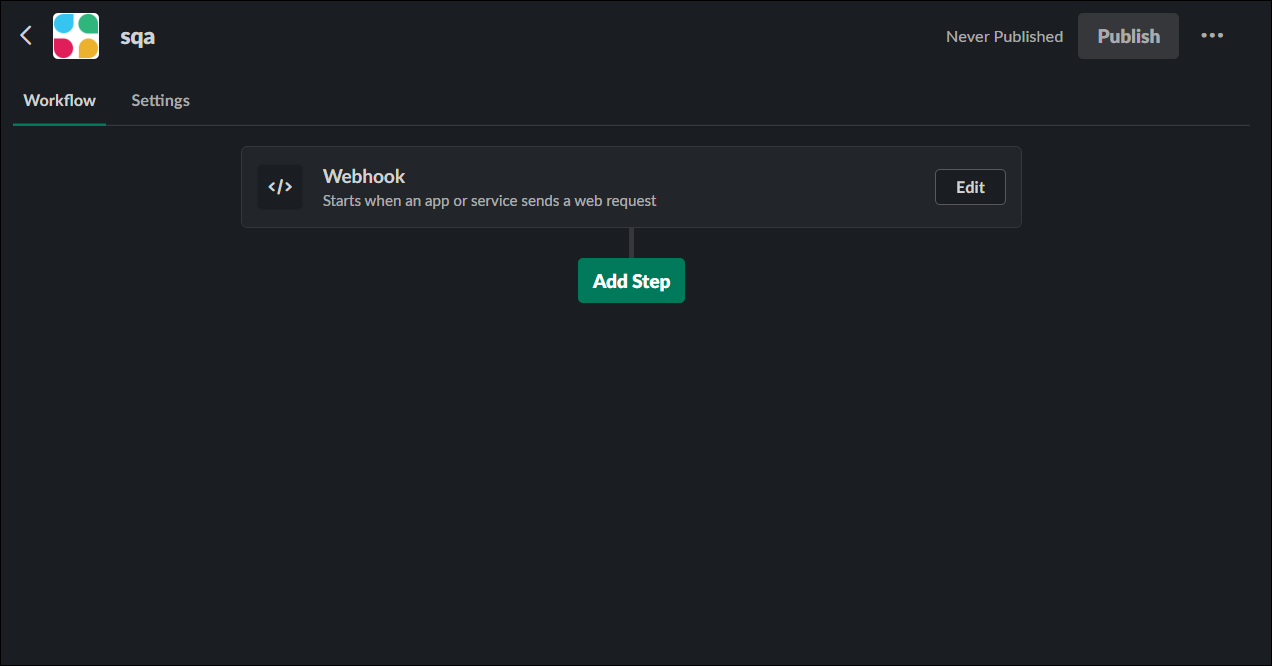 sqa
Never Published
Publish
Workflow
Settings
</>
Webhook
Starts when an app or service sends a web request
Edit
Add Step